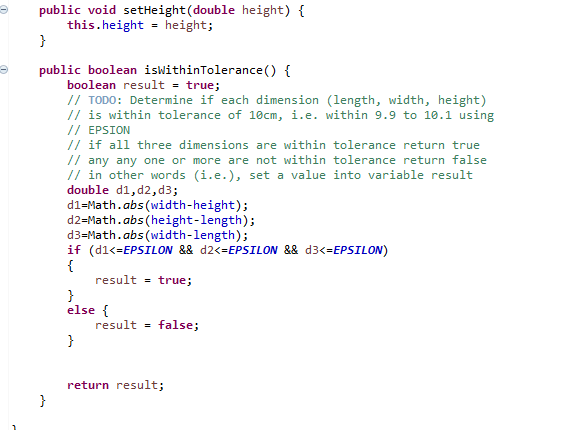 public void setHeight(double height) {
this.height = height;
}
public boolean isWithinTolerance() {
boolean result = true;
// TODO: Determine if each dimension (length, width, height)
// is within tolerance of 10cm, i.e. within 9.9 to 10.1 using
// EPSION
// if all three dimensions are within tolerance return true
// any any one or more are not within tolerance return false
// in other words (i.e.), set a value into variable result
double d1,d2,d3;
d1=Math.abs(width-height);
d2=Math.abs(height-length);
d3=Math.abs(width-length);
if (d1<=EPSILON && d2<=EPSILON && d3<=EPSILON)
{
result = true;
}
else {
result = false;
}
return result;
}
}